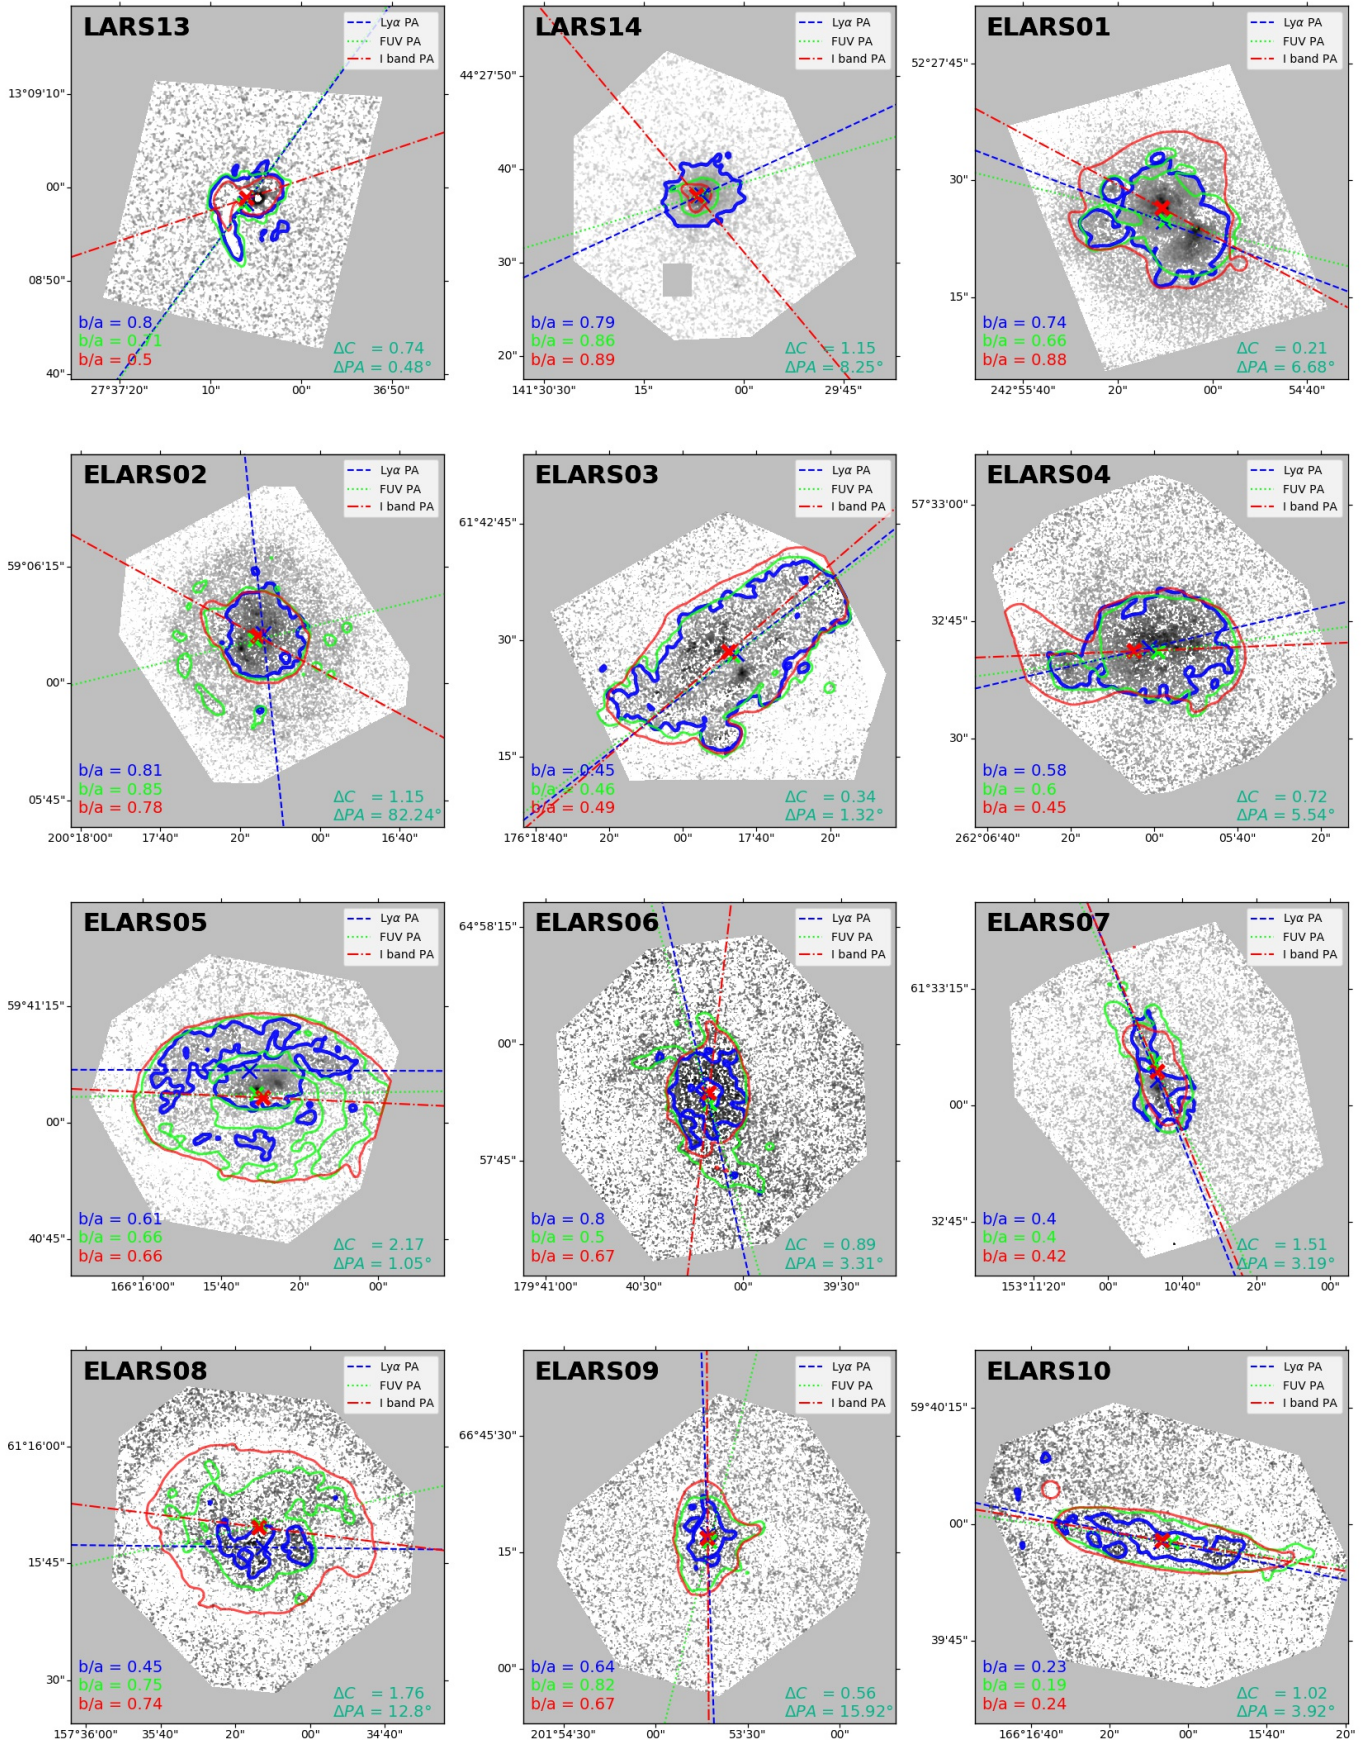 LARS13
Lyα PA
FUV PA
I band PA
13°09'10"
00"
08'50"
40"
b/a = 0.8
b/a = 0.71
b/a = 0.5
ΔC = 0.74
ΔPA = 0.48°
27°37'20" 10" 00" 36'50"
LARS14
Lyα PA
FUV PA
I band PA
44°27'50"
40"
30"
20"
b/a = 0.79
b/a = 0.86
b/a = 0.89
ΔC = 1.15
ΔPA = 8.25°
141°30'30" 15" 00" 29'45"
ELARS01
Lyα PA
FUV PA
I band PA
52°27'45"
30"
15"
b/a = 0.74
b/a = 0.66
b/a = 0.88
ΔC = 0.21
ΔPA = 6.68°
242°55'40" 20" 00" 54'40"
ELARS02
Lyα PA
FUV PA
I band PA
59°06'15"
00"
05'45"
b/a = 0.81
b/a = 0.85
b/a = 0.78
ΔC = 1.15
ΔPA = 82.24°
200°18'00" 17'40" 20" 00" 16'40"
ELARS03
Lyα PA
FUV PA
I band PA
61°42'45"
30"
15"
b/a = 0.45
b/a = 0.46
b/a = 0.49
ΔC = 0.34
ΔPA = 1.32°
176°18'40" 20" 00" 17'40" 20"
ELARS04
Lyα PA
FUV PA
I band PA
57°33'00"
32'45"
30"
b/a = 0.58
b/a = 0.6
b/a = 0.45
ΔC = 0.72
ΔPA = 5.54°
262°06'40" 20" 00" 05'40" 20"
ELARS05
Lyα PA
FUV PA
I band PA
59°41'15"
00"
40'45"
b/a = 0.61
b/a = 0.66
b/a = 0.66
ΔC = 2.17
ΔPA = 1.05°
166°16'00" 15'40" 20" 00"
ELARS06
Lyα PA
FUV PA
I band PA
64°58'15"
00"
57'45"
b/a = 0.8
b/a = 0.5
b/a = 0.67
ΔC = 0.89
ΔPA = 3.31°
179°41'00" 40'30" 00" 39'30"
ELARS07
Lyα PA
FUV PA
I band PA
61°33'15"
00"
32'45"
b/a = 0.4
b/a = 0.4
b/a = 0.42
ΔC = 1.51
ΔPA = 3.19°
153°11'20" 00" 10'40" 20" 00"
ELARS08
Lyα PA
FUV PA
I band PA
61°16'00"
15'45"
30"
b/a = 0.45
b/a = 0.75
b/a = 0.74
ΔC = 1.76
ΔPA = 12.8°
157°36'00" 35'40" 20" 00" 34'40"
ELARS09
Lyα PA
FUV PA
I band PA
66°45'30"
15"
00"
b/a = 0.64
b/a = 0.82
b/a = 0.67
ΔC = 0.56
ΔPA = 15.92°
201°54'30" 00" 53'30" 00"
ELARS10
Lyα PA
FUV PA
I band PA
59°40'15"
00"
39'45"
b/a = 0.23
b/a = 0.19
b/a = 0.24
ΔC = 1.02
ΔPA = 3.92°
166°16'40" 20" 00" 15'40" 20"